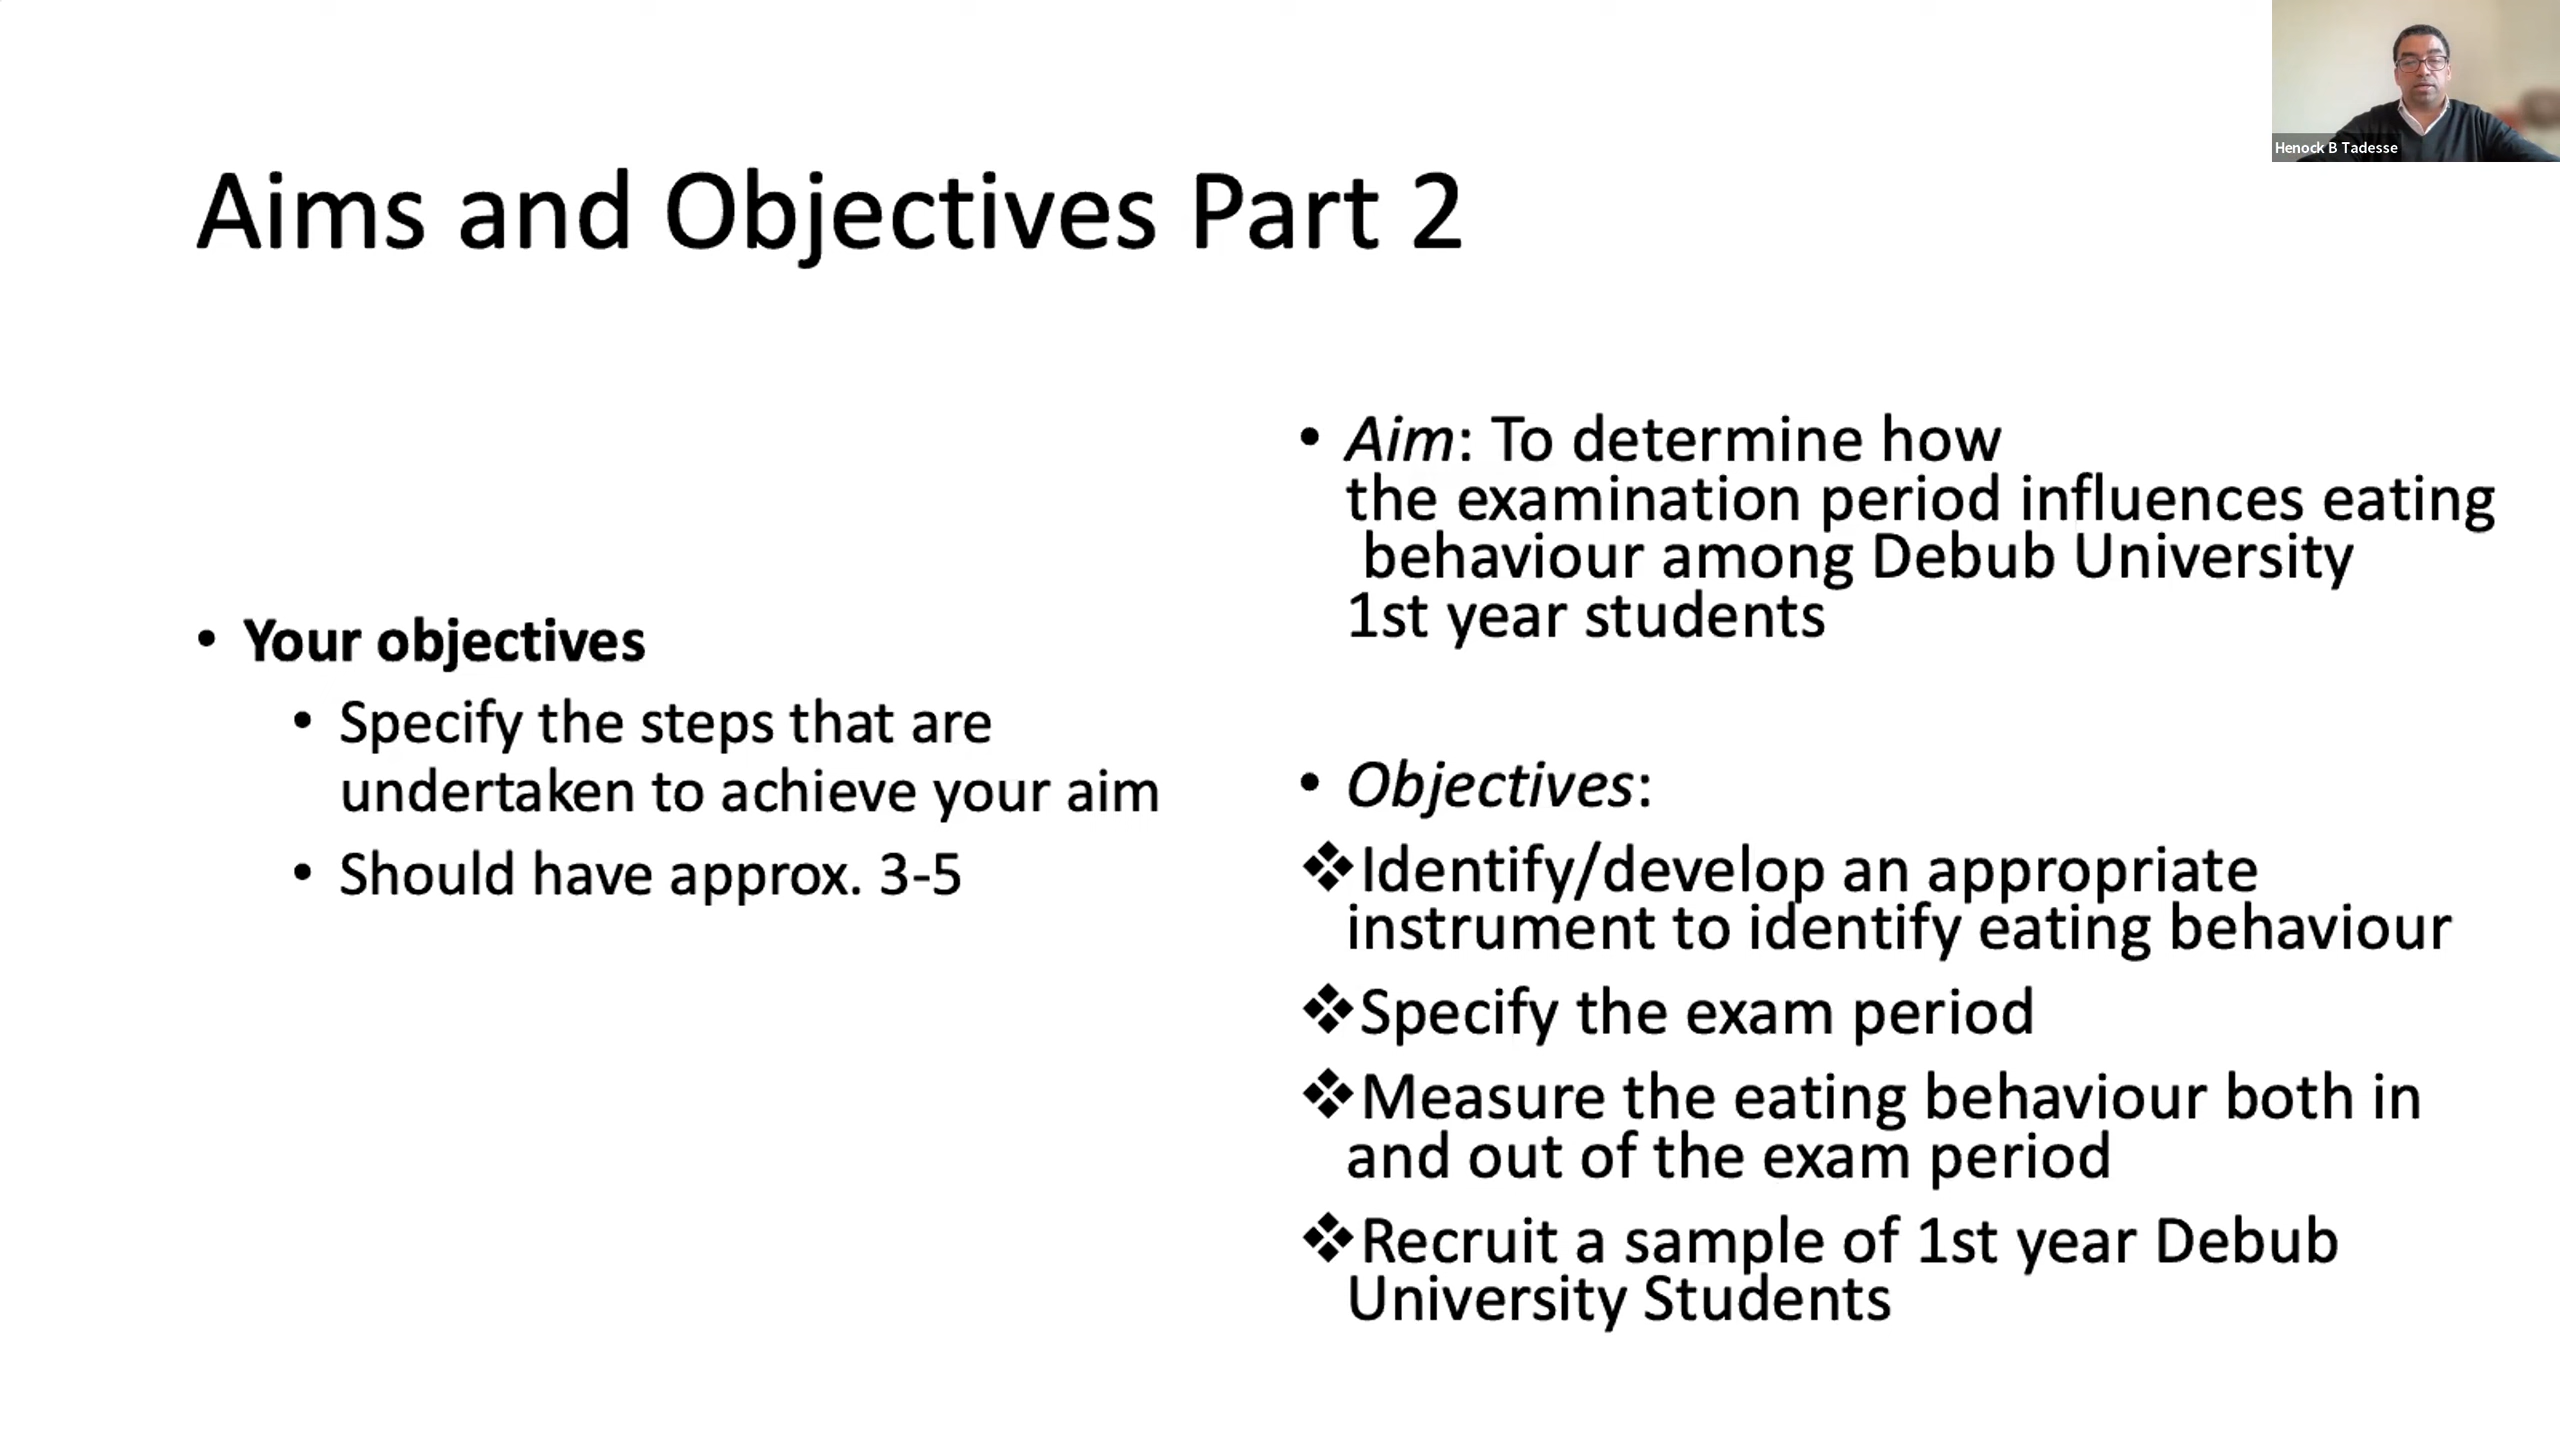 Henock B Tadesse
Aims and Objectives Part 2
• Your objectives
• Specify the steps that are
undertaken to achieve your aim
• Should have approx. 3-5
• Aim: To determine how
the examination period influences eating
behaviour among Debub University
1st year students
• Objectives:
❖Identify/develop an appropriate
instrument to identify eating behaviour
❖Specify the exam period
❖Measure the eating behaviour both in
and out of the exam period
❖Recruit a sample of 1st year Debub
University Students